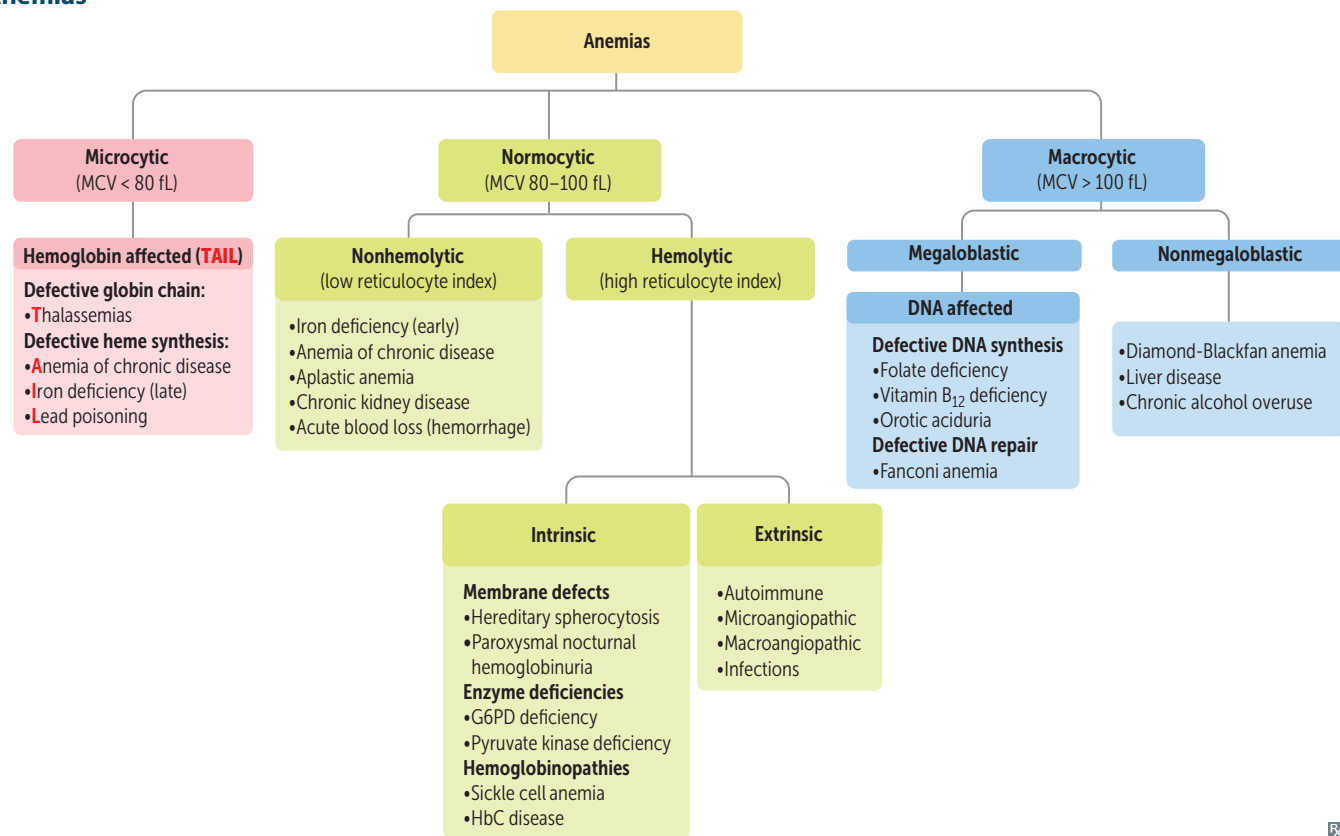 Anemias
Anemias
Microcytic
(MCV < 80 fL)
Normocytic
(MCV 80–100 fL)
Macrocytic
(MCV > 100 fL)
Hemoglobin affected (TAIL)
Defective globin chain:
•Thalassemias
Defective heme synthesis:
•Anemia of chronic disease
•Iron deficiency (late)
•Lead poisoning
Nonhemolytic
(low reticulocyte index)
•Iron deficiency (early)
•Anemia of chronic disease
•Aplastic anemia
•Chronic kidney disease
•Acute blood loss (hemorrhage)
Hemolytic
(high reticulocyte index)
Megaloblastic
DNA affected
Defective DNA synthesis
•Folate deficiency
•Vitamin B12 deficiency
•Orotic aciduria
Defective DNA repair
•Fanconi anemia
Nonmegaloblastic
•Diamond-Blackfan anemia
•Liver disease
•Chronic alcohol overuse
Intrinsic
Membrane defects
•Hereditary spherocytosis
•Paroxysmal nocturnal
hemoglobinuria
Enzyme deficiencies
•G6PD deficiency
•Pyruvate kinase deficiency
Hemoglobinopathies
•Sickle cell anemia
•HbC disease
Extrinsic
•Autoimmune
•Microangiopathic
•Macroangiopathic
•Infections